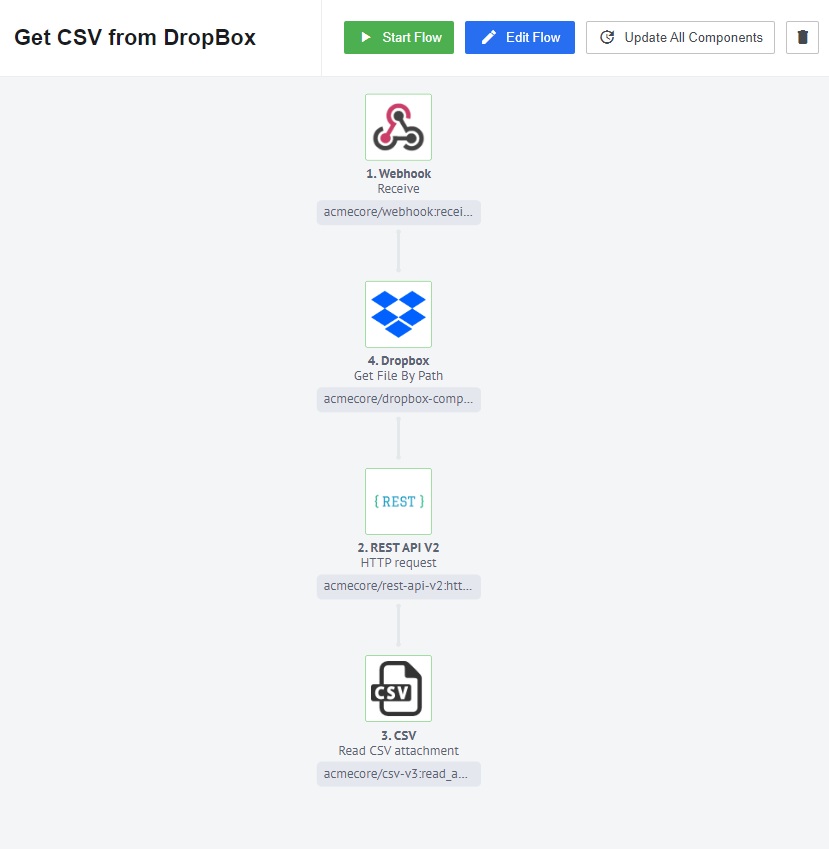 Get CSV from DropBox
Start Flow
Edit Flow
Update All Components
1. Webhook
Receive
acmecore/webhook:recei...
4. Dropbox
Get File By Path
acmecore/dropbox-comp...
{ REST }
2. REST API V2
HTTP request
acmecore/rest-api-v2:htt...
CSV
3. CSV
Read CSV attachment
acmecore/csv-v3:read_a...